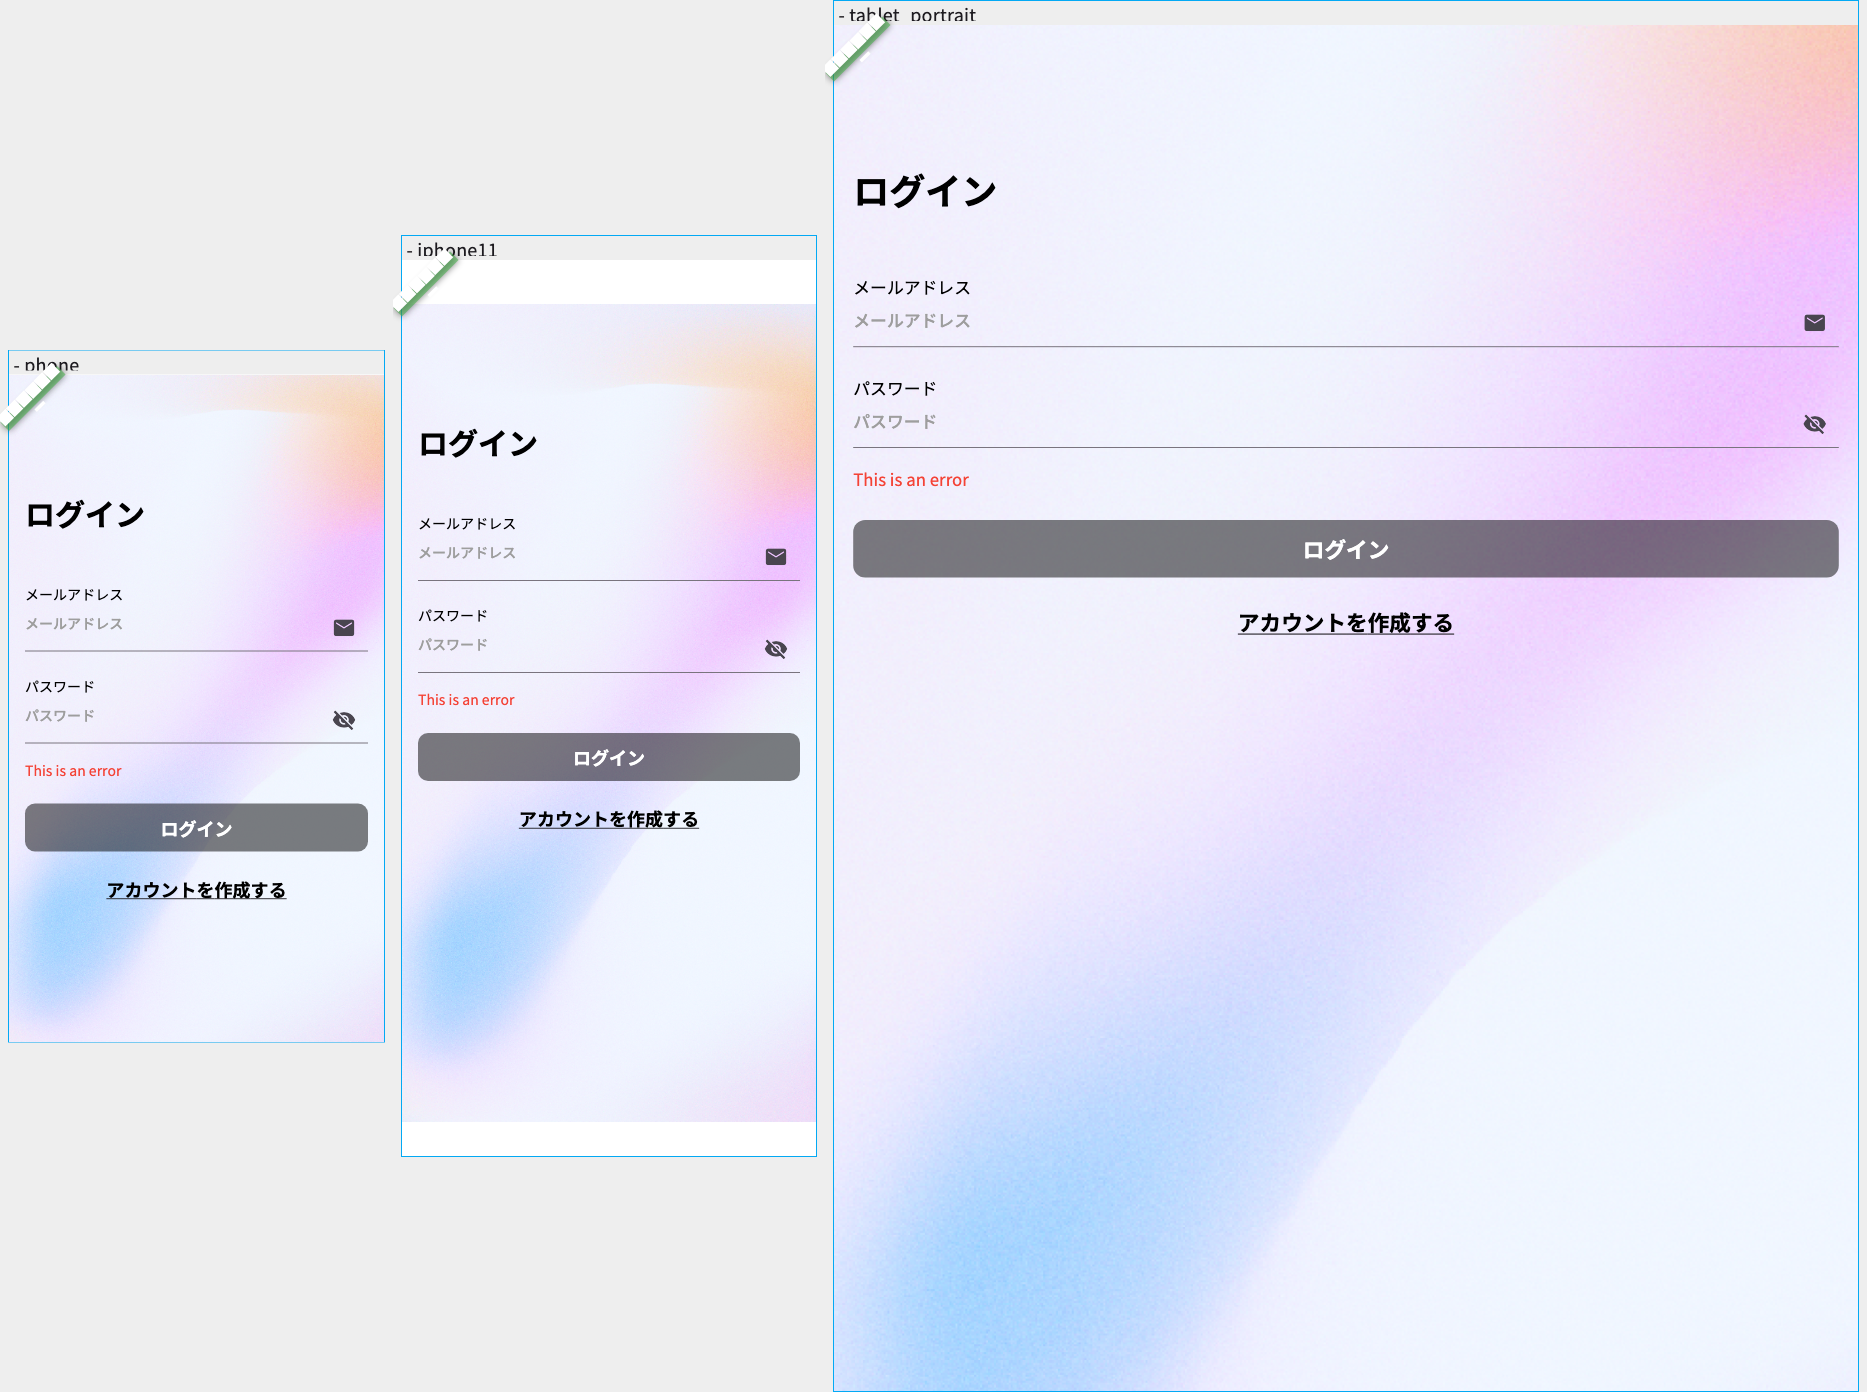 - phone
ログイン
メールアドレス
メールアドレス
パスワード
パスワード
This is an error
ログイン
アカウントを作成する
- iphone11
ログイン
メールアドレス
メールアドレス
パスワード
パスワード
This is an error
ログイン
アカウントを作成する
- tablet_portrait
ログイン
メールアドレス
メールアドレス
パスワード
パスワード
This is an error
ログイン
アカウントを作成する